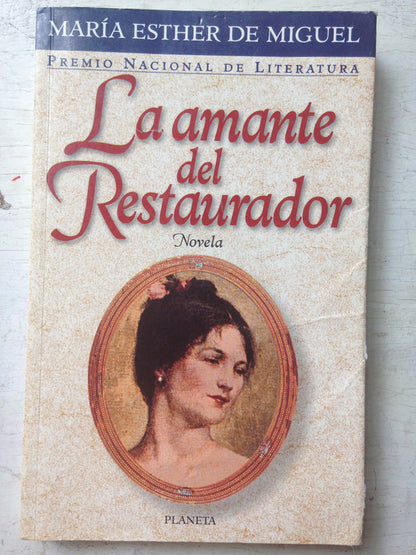 MARÍA ESTHER DE MIGUEL
PREMIO NACIONAL DE LITERATURA
La amante
del
Restaurador
Novela
PLANETA